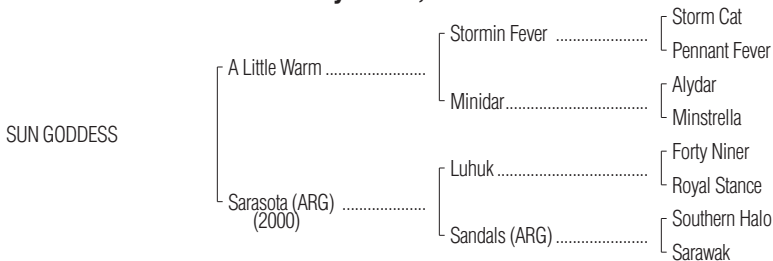 Storm Cat
Stormin Fever ....................
Pennant Fever
A Little Warm ......................
Alydar
Minidar...............................
Minstrella
SUN GODDESS
Forty Niner
Luhuk .................................
Royal Stance
Sarasota (ARG) ..................
(2000)
Southern Halo
Sandals (ARG) ....................
Sarawak